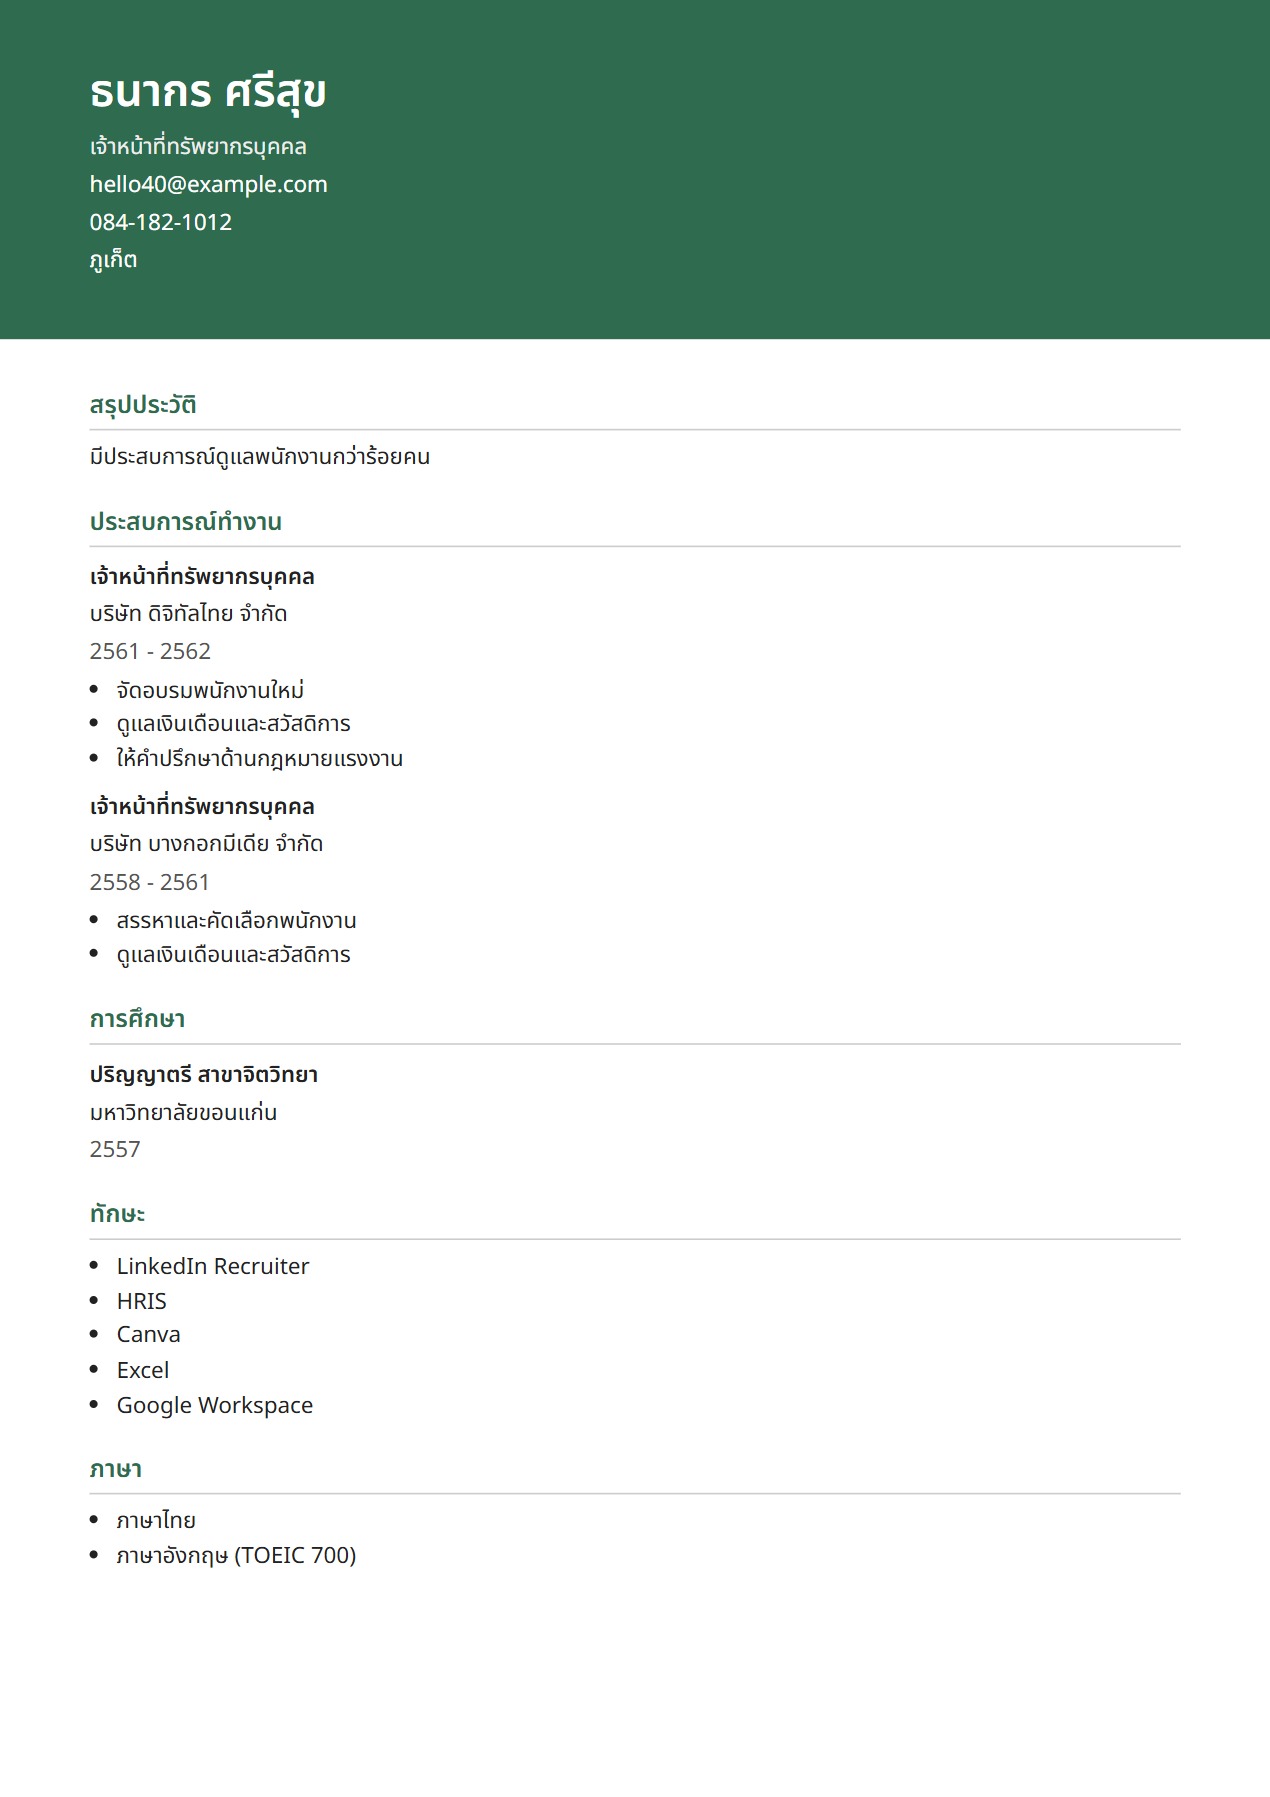 ธนากร ศรีสุข
เจ้าหน้าที่ทรัพยากรบุคคล
hello40@example.com
084-182-1012
ภูเก็ต
สรุปประวัติ
มีประสบการณ์ดูแลพนักงานกว่าร้อยคน
ประสบการณ์ทำงาน
เจ้าหน้าที่ทรัพยากรบุคคล
บริษัท ดิจิทัลไทย จำกัด
2561 - 2562
• จัดอบรมพนักงานใหม่
• ดูแลเงินเดือนและสวัสดิการ
• ให้คำปรึกษาด้านกฎหมายแรงงาน
เจ้าหน้าที่ทรัพยากรบุคคล
บริษัท บางกอกมีเดีย จำกัด
2558 - 2561
• สรรหาและคัดเลือกพนักงาน
• ดูแลเงินเดือนและสวัสดิการ
การศึกษา
ปริญญาตรี สาขาจิตวิทยา
มหาวิทยาลัยขอนแก่น
2557
ทักษะ
• LinkedIn Recruiter
• HRIS
• Canva
• Excel
• Google Workspace
ภาษา
• ภาษาไทย
• ภาษาอังกฤษ (TOEIC 700)